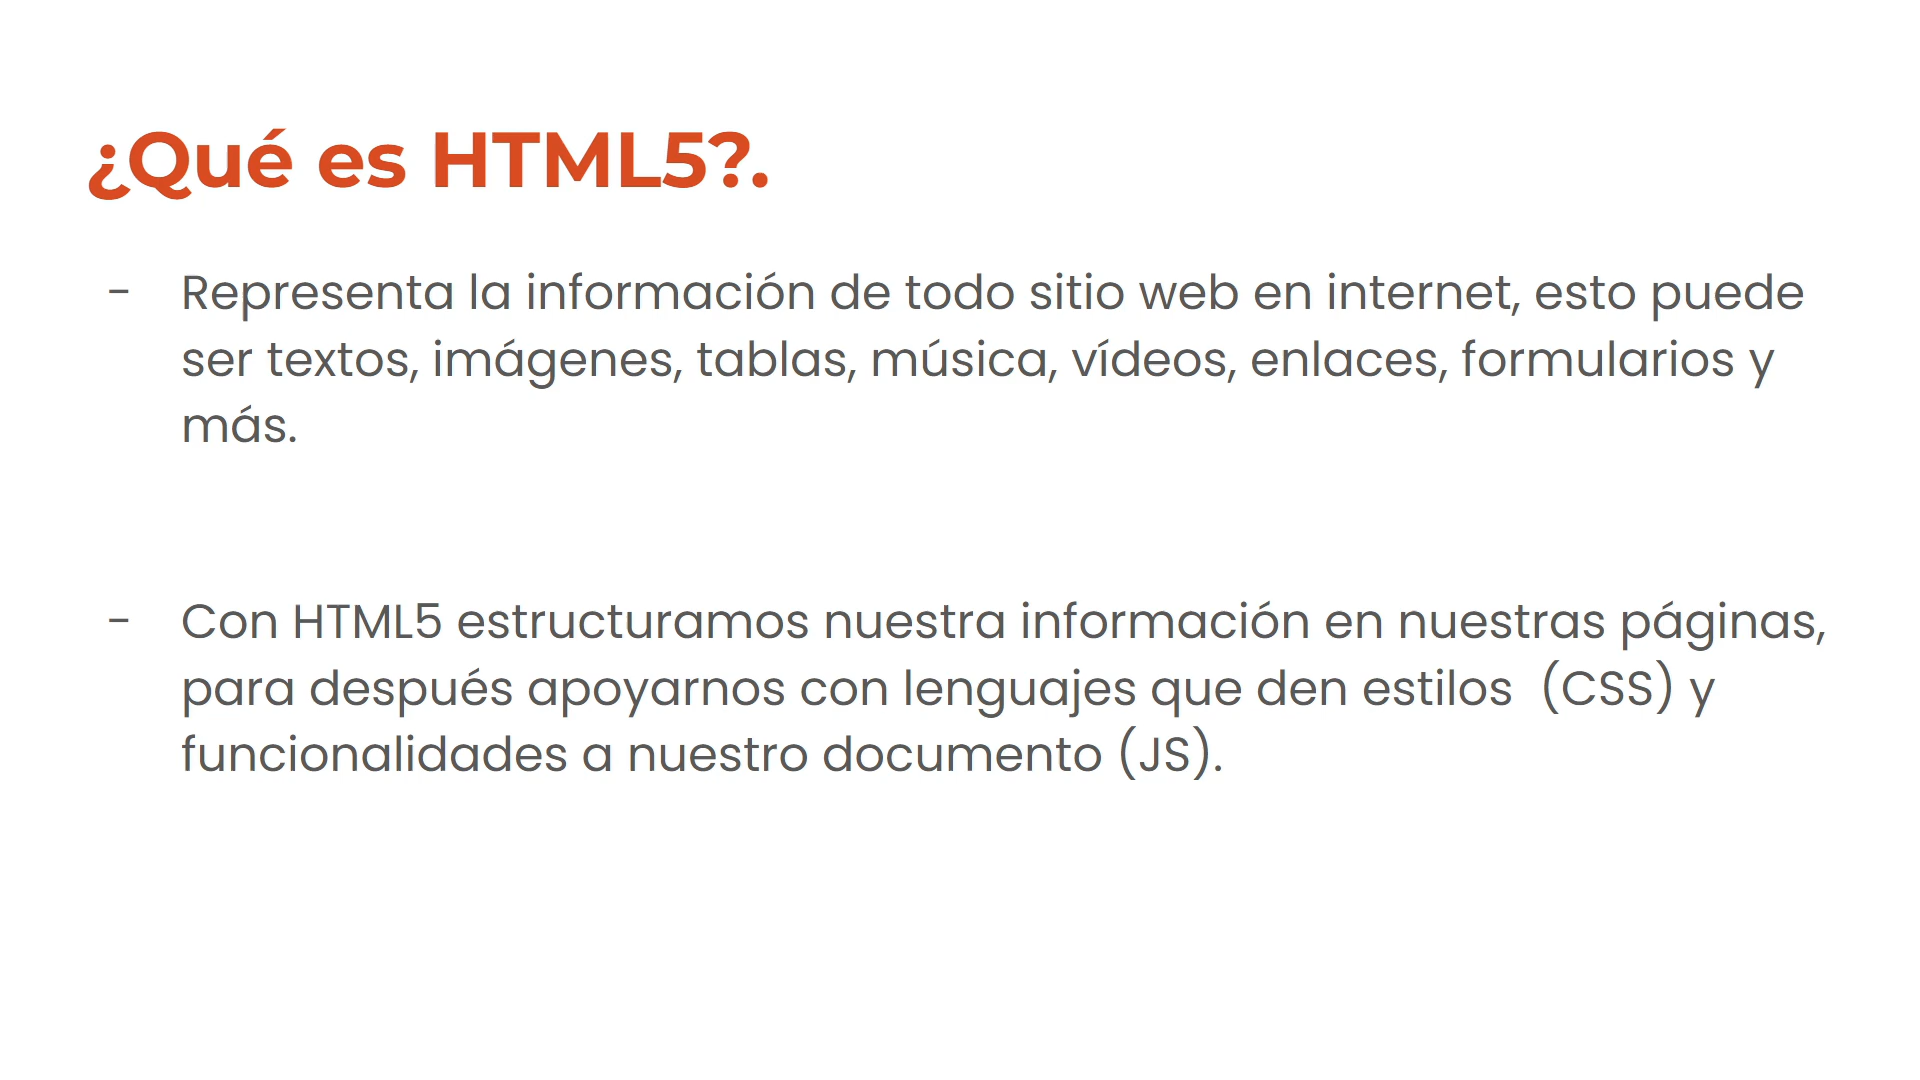 ¿Qué es HTML5?.
- Representa la información de todo sitio web en internet, esto puede
ser textos, imágenes, tablas, música, vídeos, enlaces, formularios y
más.
- Con HTML5 estructuramos nuestra información en nuestras páginas,
para después apoyarnos con lenguajes que den estilos  (CSS) y
funcionalidades a nuestro documento (JS).